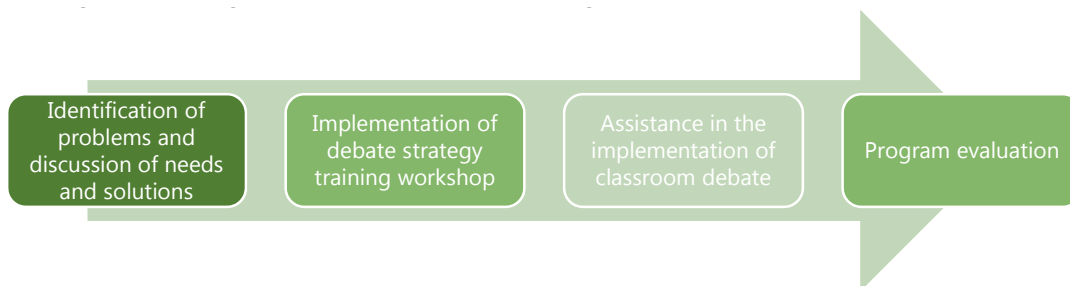 Identification of
problems and
discussion of needs
and solutions
Implementation of
debate strategy
training workshop
Assistance in the
implementation of
classroom debate
Program evaluation